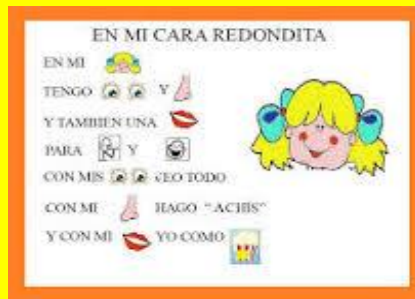 EN MI CARA REDONDITA
EN MI
TENGO Y
Y TAMBIEN UNA
PARA Y
CON MIS VEO TODO
CON MI HAGO "ACHIS"
Y CON MI YO COMO